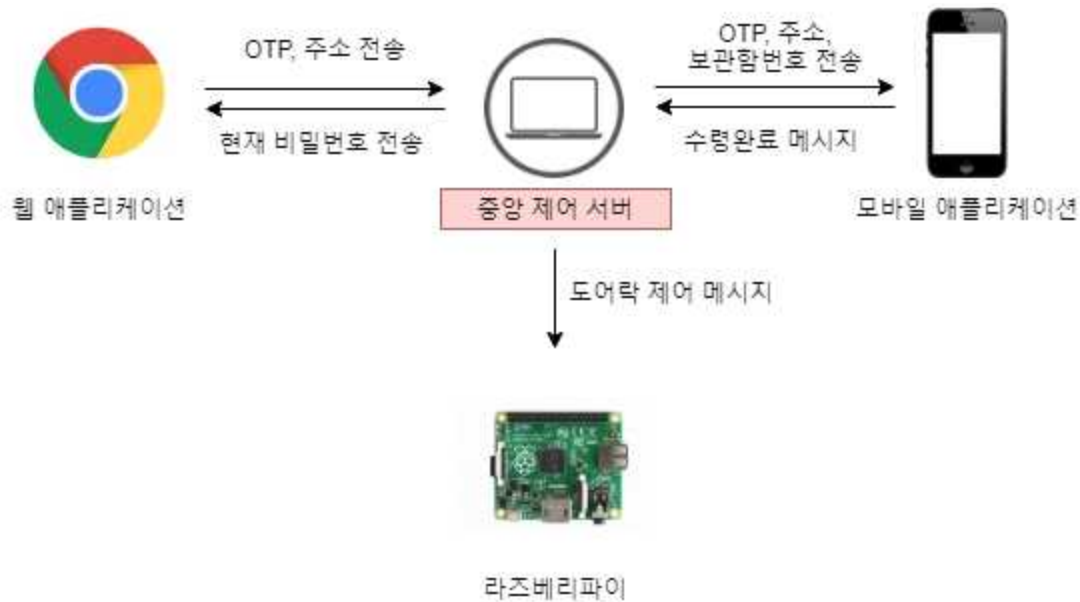 OTP, 주소 전송
현재 비밀번호 전송
웹 애플리케이션
중앙 제어 서버
OTP, 주소,
보관함번호 전송
수령완료 메시지
모바일 애플리케이션
도어락 제어 메시지
라즈베리파이